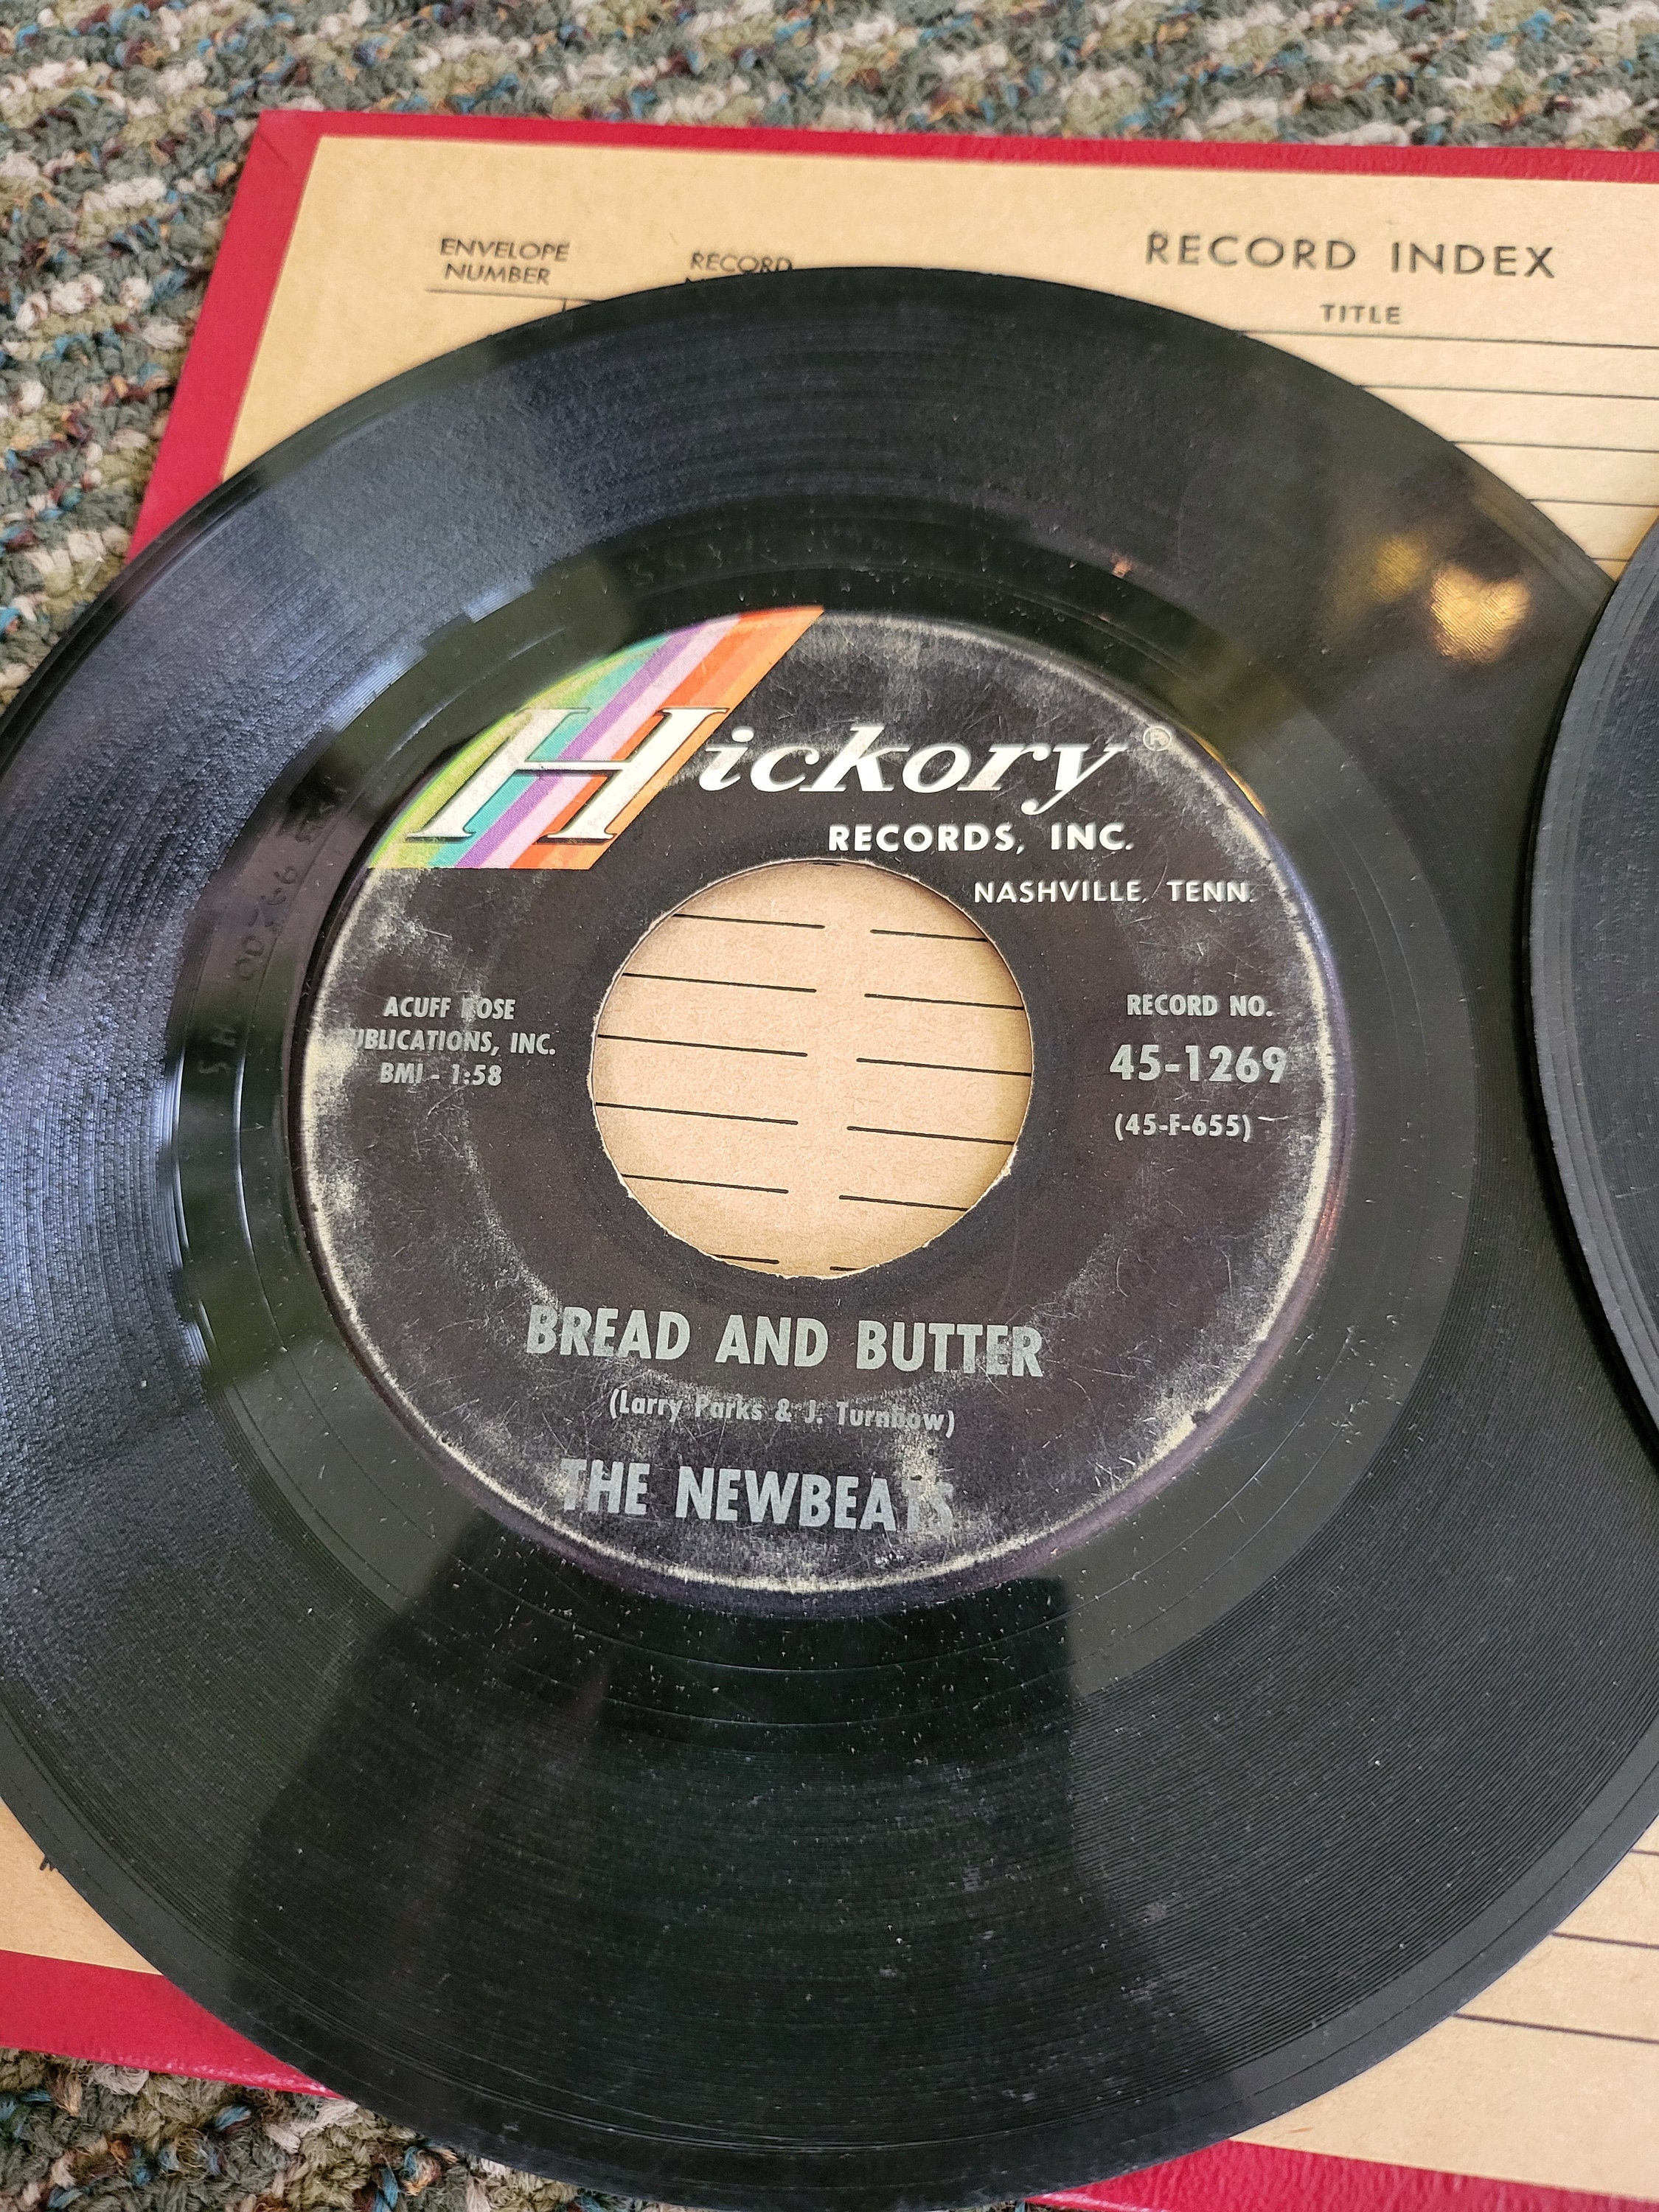 RECORD INDEX
ENVELOPE
NUMBER
RECORD
TITLE
Hickory®
RECORDS, INC.
NASHVILLE, TENN.
ACUFF ROSE
PUBLICATIONS, INC.
BMI - 1:58
RECORD NO.
45-1269
(45-F-655)
BREAD AND BUTTER
(Larry Parks & J. Turnbow)
THE NEWBEATS